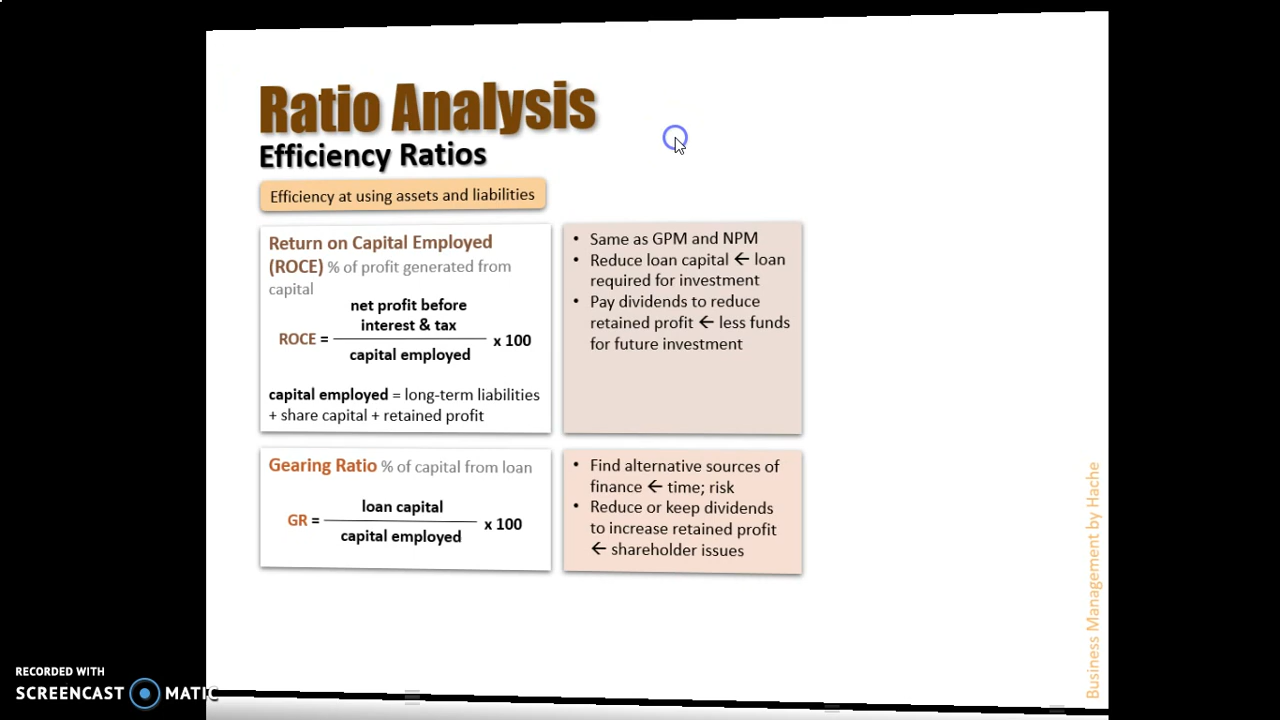 Ratio Analysis
Efficiency Ratios
Efficiency at using assets and liabilities
Return on Capital Employed
(ROCE) % of profit generated from
capital
net profit before
interest & tax
ROCE = x 100
capital employed
capital employed = long-term liabilities
+ share capital + retained profit
• Same as GPM and NPM
• Reduce loan capital ← loan
required for investment
• Pay dividends to reduce
retained profit ← less funds
for future investment
Gearing Ratio % of capital from loan
loan capital
GR = x 100
capital employed
• Find alternative sources of
finance ← time; risk
• Reduce or keep dividends
to increase retained profit
← shareholder issues
Business Management by Hache
RECORDED WITH
SCREENCAST MATIC